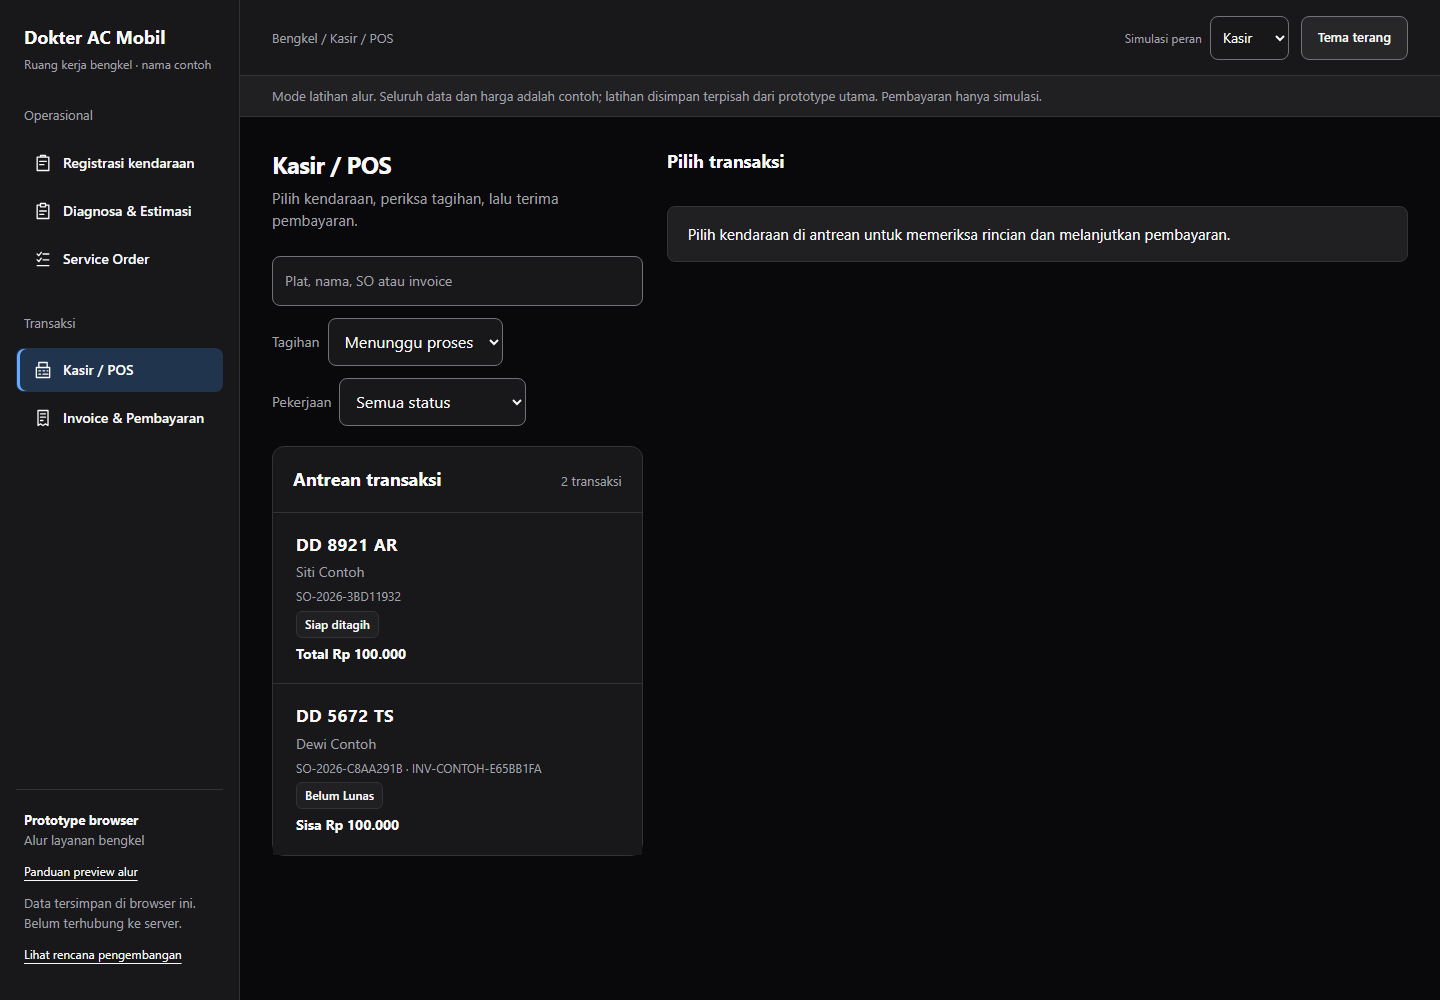 Dokter AC Mobil
Ruang kerja bengkel · nama contoh
Operasional
Registrasi kendaraan
Diagnosa & Estimasi
Service Order
Transaksi
Kasir / POS
Invoice & Pembayaran
Prototype browser
Alur layanan bengkel
Panduan preview alur
Data tersimpan di browser ini.
Belum terhubung ke server.
Lihat rencana pengembangan
Bengkel / Kasir / POS
Simulasi peran
Kasir
Tema terang
Mode latihan alur. Seluruh data dan harga adalah contoh; latihan disimpan terpisah dari prototype utama. Pembayaran hanya simulasi.
Kasir / POS
Pilih kendaraan, periksa tagihan, lalu terima
pembayaran.
Plat, nama, SO atau invoice
Tagihan
Menunggu proses
Pekerjaan
Semua status
Antrean transaksi
2 transaksi
DD 8921 AR
Siti Contoh
SO-2026-3BD11932
Siap ditagih
Total Rp 100.000
DD 5672 TS
Dewi Contoh
SO-2026-C8AA291B · INV-CONTOH-E65BB1FA
Belum Lunas
Sisa Rp 100.000
Pilih transaksi
Pilih kendaraan di antrean untuk memeriksa rincian dan melanjutkan pembayaran.